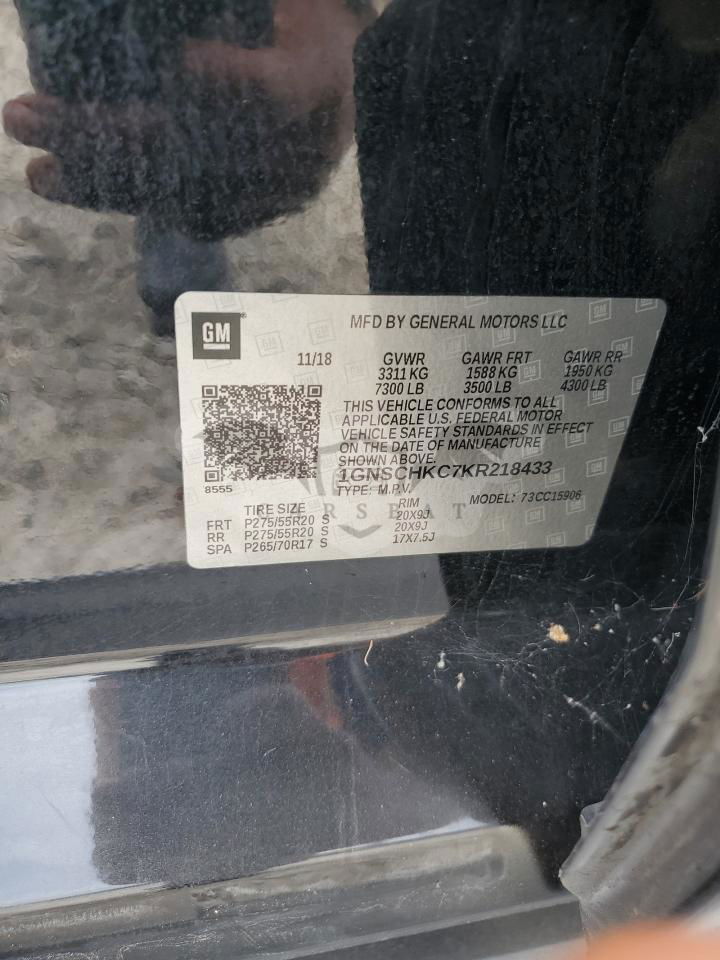 GM
MFD BY GENERAL MOTORS LLC
11/18 GVWR GAWR FRT GAWR RR
3311 KG 1588 KG 1950 KG
7300 LB 3500 LB 4300 LB
THIS VEHICLE CONFORMS TO ALL
APPLICABLE U.S. FEDERAL MOTOR
VEHICLE SAFETY STANDARDS IN EFFECT
ON THE DATE OF MANUFACTURE
SHOWN ABOVE.
8555
1GNSCHKC7KR218433
TYPE: M.P.V. MODEL: 73CC15906
TIRE SIZE RIM
FRT P275/55R20 S 20X9J
RR P275/55R20 S 20X9J
SPA P265/70R17 S 17X7.5J